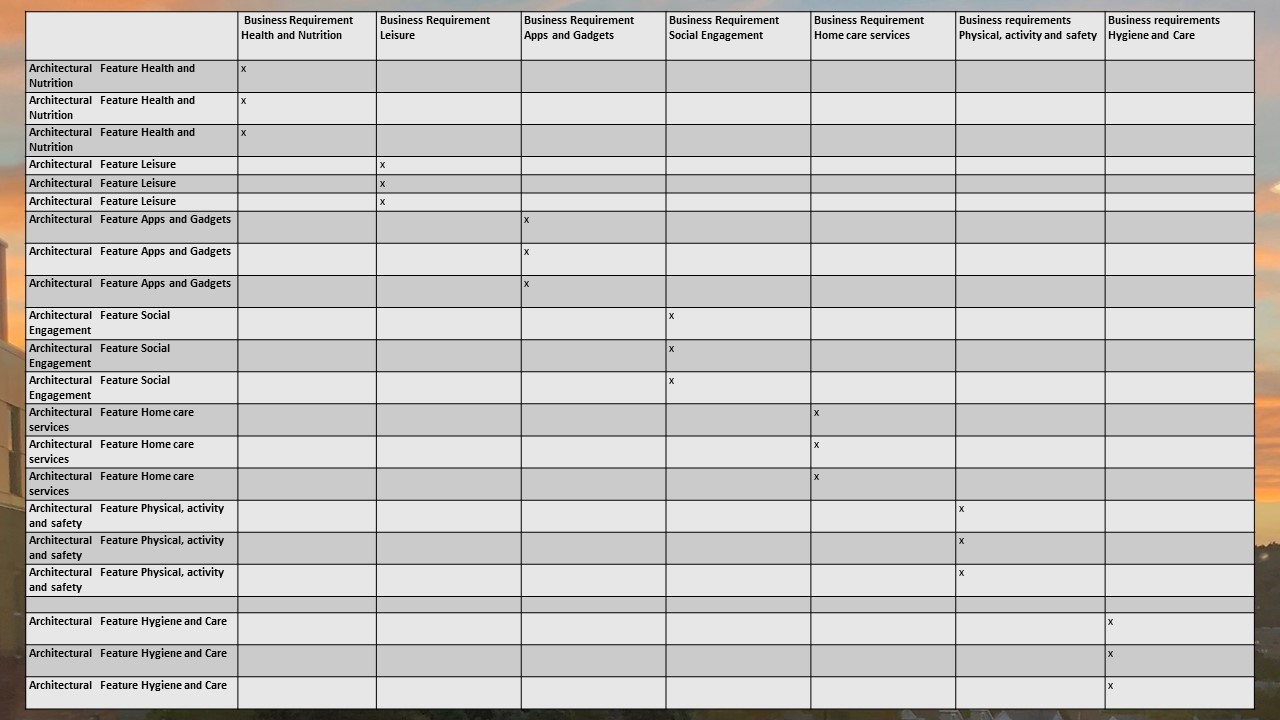 Business Requirement
Health and Nutrition
Business Requirement
Leisure
Business Requirement
Apps and Gadgets
Business Requirement
Social Engagement
Business Requirement
Home care services
Business requirements
Physical, activity and safety
Business requirements
Hygiene and Care
Architectural Feature Health and
Nutrition
x
Architectural Feature Health and
Nutrition
x
Architectural Feature Health and
Nutrition
x
Architectural Feature Leisure
x
Architectural Feature Leisure
x
Architectural Feature Leisure
x
Architectural Feature Apps and Gadgets
x
Architectural Feature Apps and Gadgets
x
Architectural Feature Apps and Gadgets
x
Architectural Feature Social
Engagement
x
Architectural Feature Social
Engagement
x
Architectural Feature Social
Engagement
x
Architectural Feature Home care
services
x
Architectural Feature Home care
services
x
Architectural Feature Home care
services
x
Architectural Feature Physical, activity
and safety
x
Architectural Feature Physical, activity
and safety
x
Architectural Feature Physical, activity
and safety
x
Architectural Feature Hygiene and Care
x
Architectural Feature Hygiene and Care
x
Architectural Feature Hygiene and Care
x